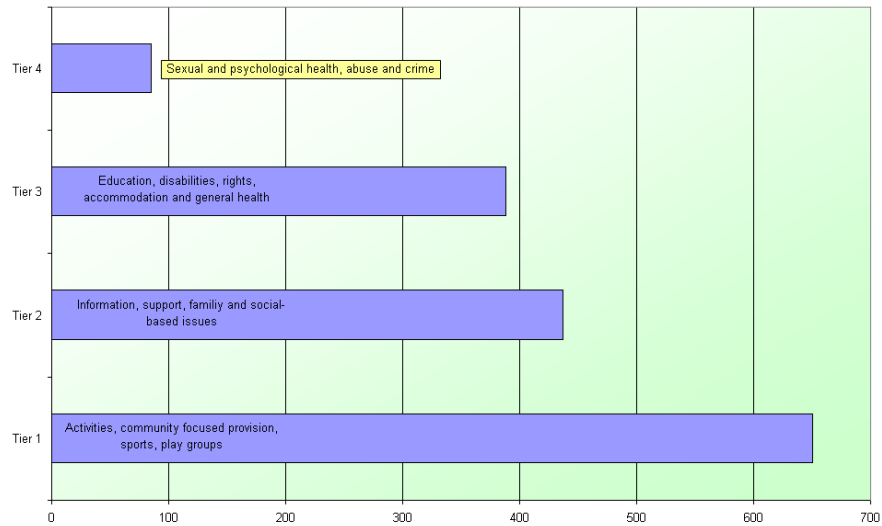 Tier 4
Sexual and psychological health, abuse and crime
Tier 3
Education, disabilities, rights,
accommodation and general health
Tier 2
Information, support, familiy and social-
based issues
Tier 1
Activities, community focused provision,
sports, play groups
0 100 200 300 400 500 600 700